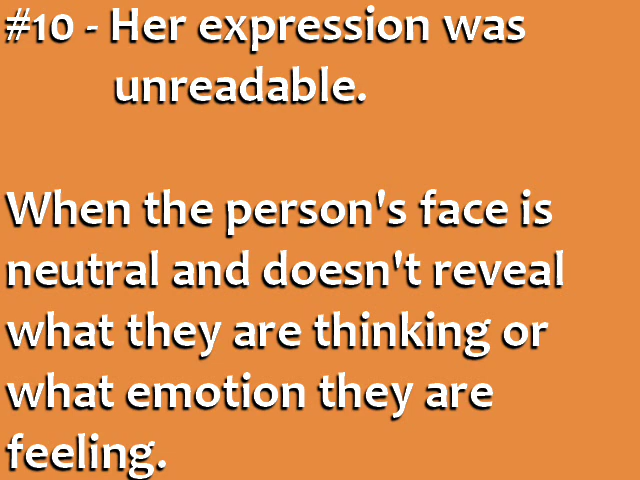 #10 - Her expression was
unreadable.
When the person's face is
neutral and doesn't reveal
what they are thinking or
what emotion they are
feeling.